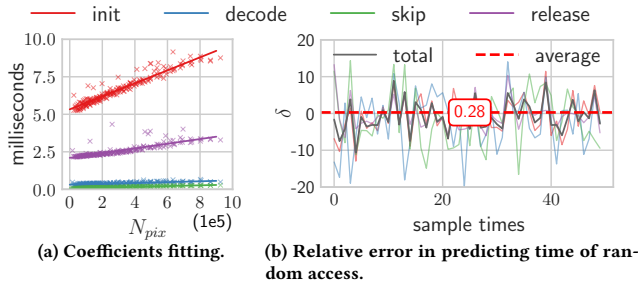 init decode skip release
10.0
7.5
5.0
2.5
0.0
milliseconds
0 2 4 6 8 10
N_pix (1e5)
(a) Coefficients fitting.
total average
20
10
0
-10
-20
δ
0.28
0 20 40
sample times
(b) Relative error in predicting time of ran-
dom access.